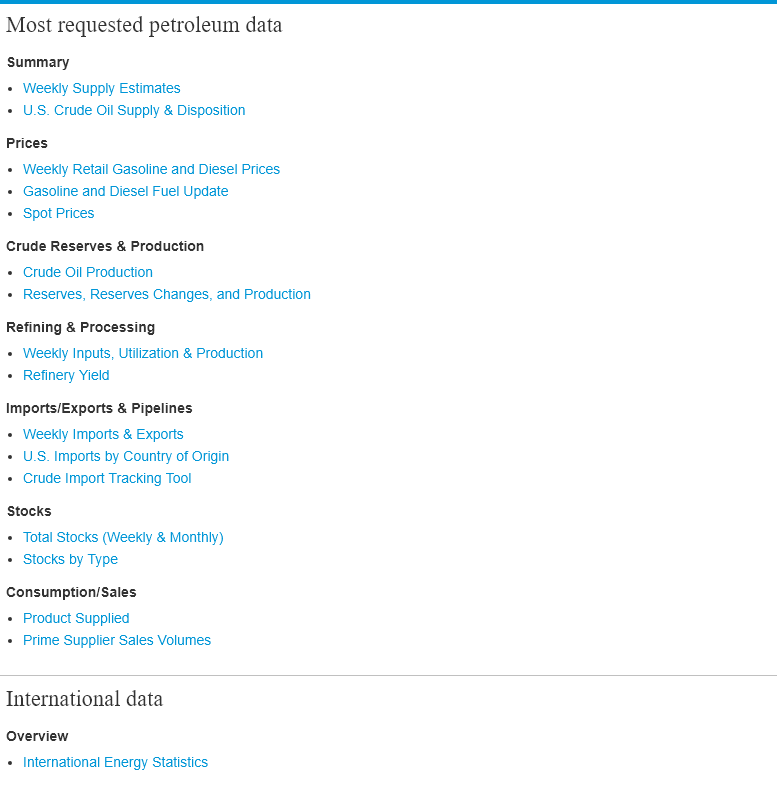 Most requested petroleum data
Summary
Weekly Supply Estimates
U.S. Crude Oil Supply & Disposition
Prices
Weekly Retail Gasoline and Diesel Prices
Gasoline and Diesel Fuel Update
Spot Prices
Crude Reserves & Production
Crude Oil Production
Reserves, Reserves Changes, and Production
Refining & Processing
Weekly Inputs, Utilization & Production
Refinery Yield
Imports/Exports & Pipelines
Weekly Imports & Exports
U.S. Imports by Country of Origin
Crude Import Tracking Tool
Stocks
Total Stocks (Weekly & Monthly)
Stocks by Type
Consumption/Sales
Product Supplied
Prime Supplier Sales Volumes
International data
Overview
International Energy Statistics